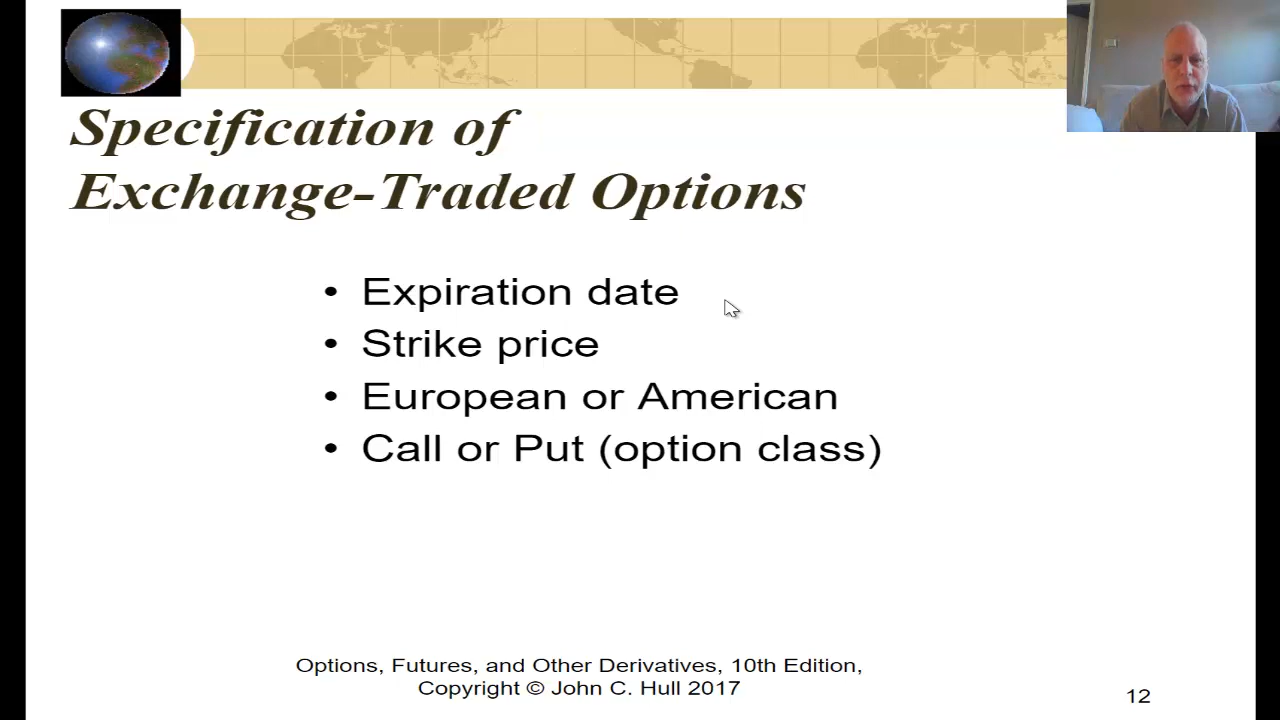 Specification of
Exchange-Traded Options
• Expiration date
• Strike price
• European or American
• Call or Put (option class)
Options, Futures, and Other Derivatives, 10th Edition,
Copyright © John C. Hull 2017
12